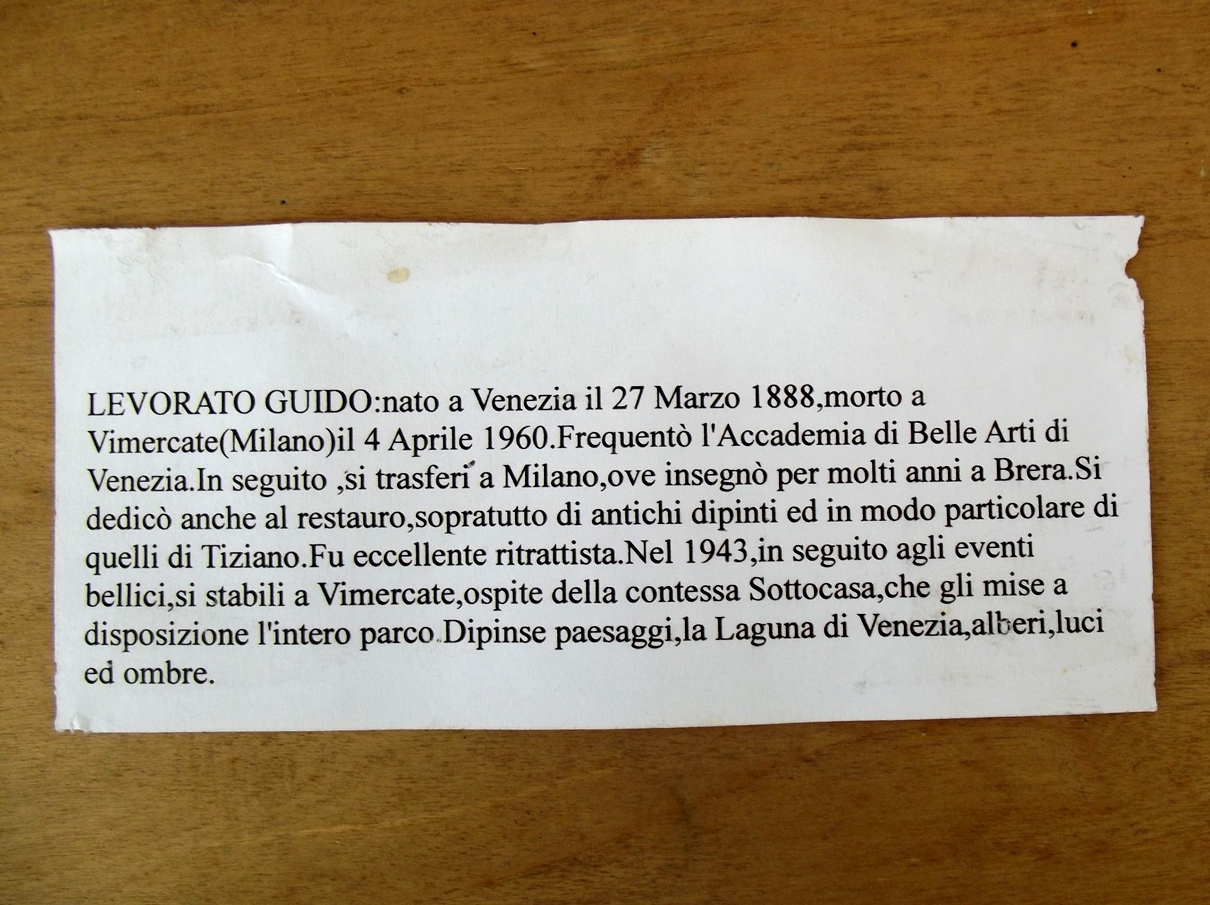 LEVORATO GUIDO:nato a Venezia il 27 Marzo 1888,morto a
Vimercate(Milano)il 4 Aprile 1960.Frequentò l'Accademia di Belle Arti di
Venezia.In seguito ,si trasferì a Milano,ove insegnò per molti anni a Brera.Si
dedicò anche al restauro,sopratutto di antichi dipinti ed in modo particolare di
quelli di Tiziano.Fu eccellente ritrattista.Nel 1943,in seguito agli eventi
bellici,si stabili a Vimercate,ospite della contessa Sottocasa,che gli mise a
disposizione l'intero parco.Dipinse paesaggi,la Laguna di Venezia,alberi,luci
ed ombre.